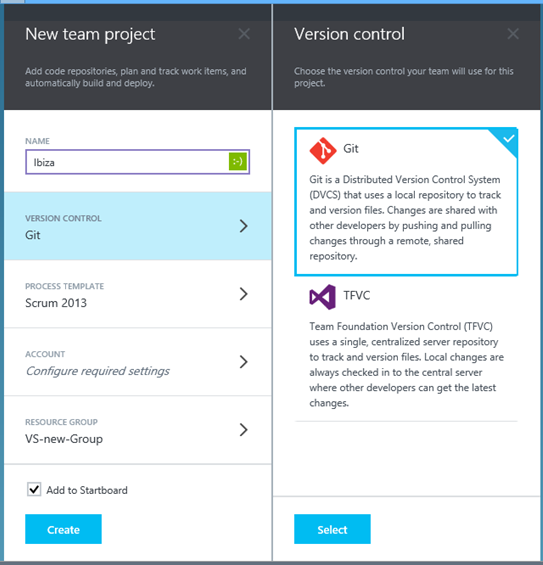 New team project
Add code repositories, plan and track work items, and
automatically build and deploy.
NAME
Ibiza
:-)
VERSION CONTROL
Git
PROCESS TEMPLATE
Scrum 2013
ACCOUNT
Configure required settings
RESOURCE GROUP
VS-new-Group
Add to Startboard
Create
Version control
Choose the version control your team will use for this
project.
Git
Git is a Distributed Version Control System
(DVCS) that uses a local repository to track
and version files. Changes are shared with
other developers by pushing and pulling
changes through a remote, shared
repository.
TFVC
Team Foundation Version Control (TFVC)
uses a single, centralized server repository
to track and version files. Local changes are
always checked in to the central server
where other developers can get the latest
changes.
Select